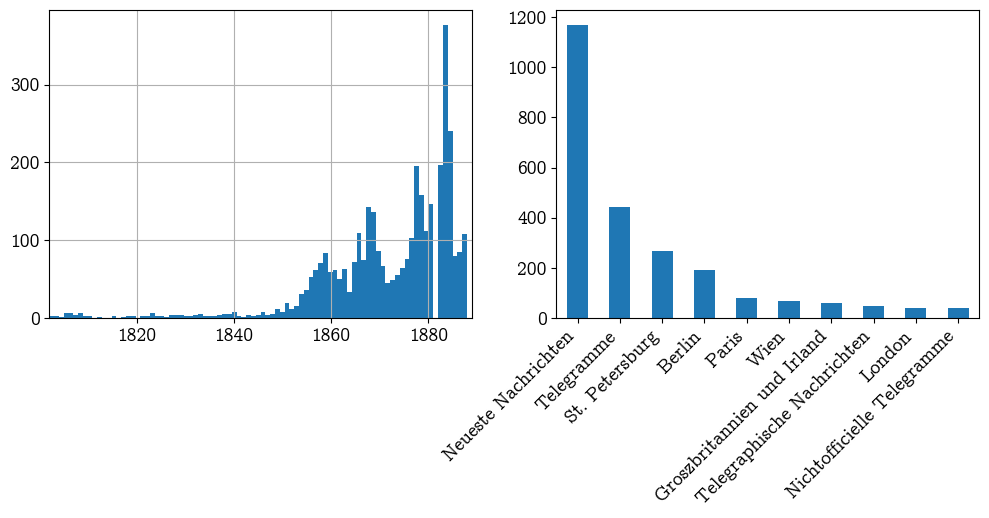 300
200
100
0
1820 1840 1860 1880
1200
1000
800
600
400
200
0
Neueste Nachrichten
Telegramme
St. Petersburg
Berlin
Paris
Wien
Groszbritannien und Irland
Telegraphische Nachrichten
London
Nichtofficielle Telegramme